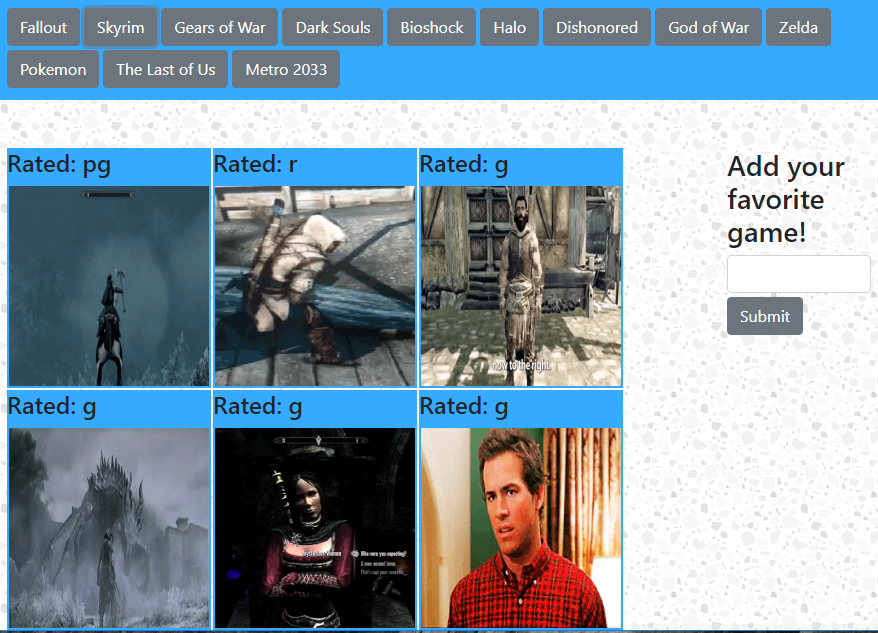 Fallout Skyrim Gears of War Dark Souls Bioshock Halo Dishonored God of War Zelda
Pokemon The Last of Us Metro 2033
Rated: pg Rated: r Rated: g
now to the right.
Rated: g Rated: g Rated: g
Mysterious Woman Who were you expecting?
Add your
favorite
game!
Submit